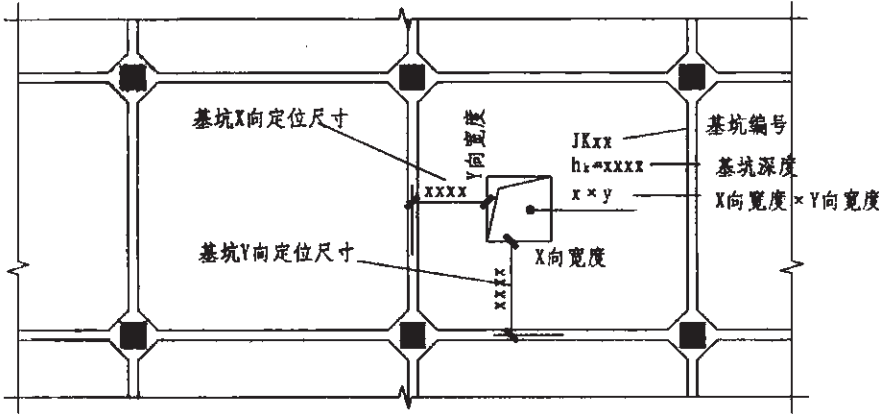 基坑X向定位尺寸
Y向宽度
JKxx
基坑编号
hk=xxxx
基坑深度
xxxx
x×y
X向宽度×Y向宽度
基坑Y向定位尺寸
X向宽度
xxxx